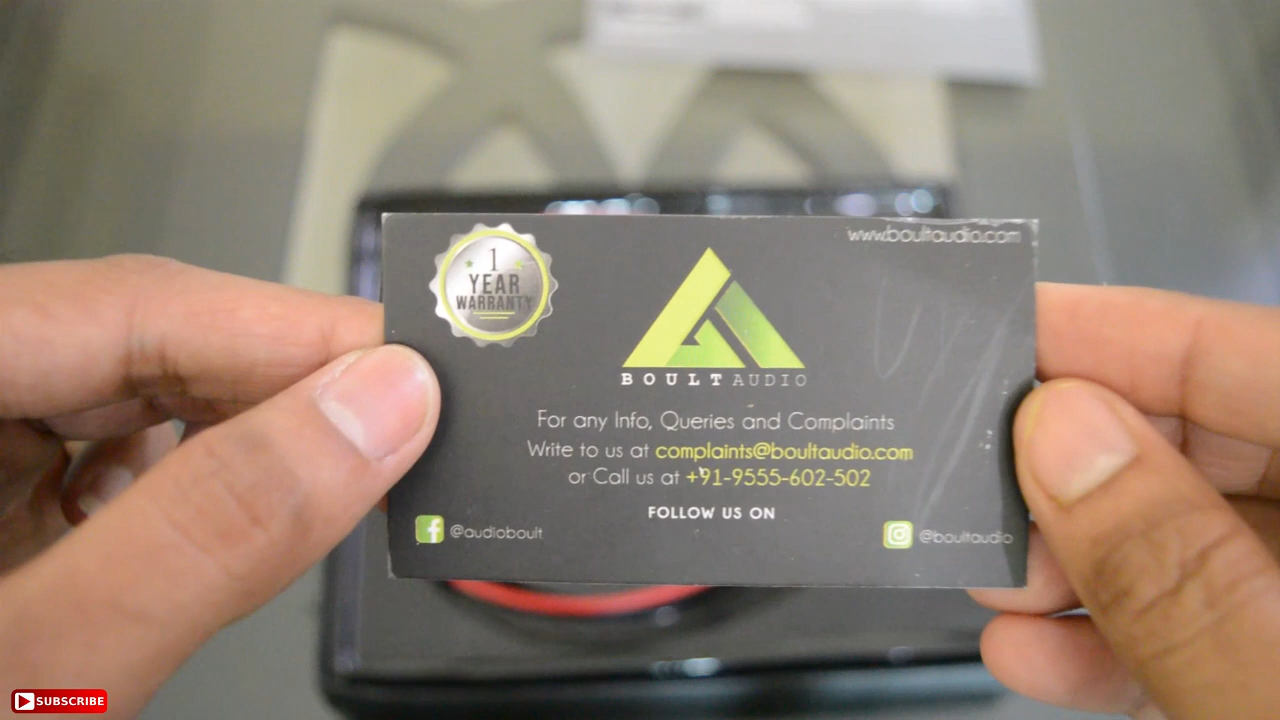 www.boultaudio.com
1
YEAR
WARRANTY
BOULT AUDIO
For any Info, Queries and Complaints
Write to us at complaints@boultaudio.com
or Call us at +91-9555-602-502
FOLLOW US ON
@audioboult
@boultaudio
SUBSCRIBE